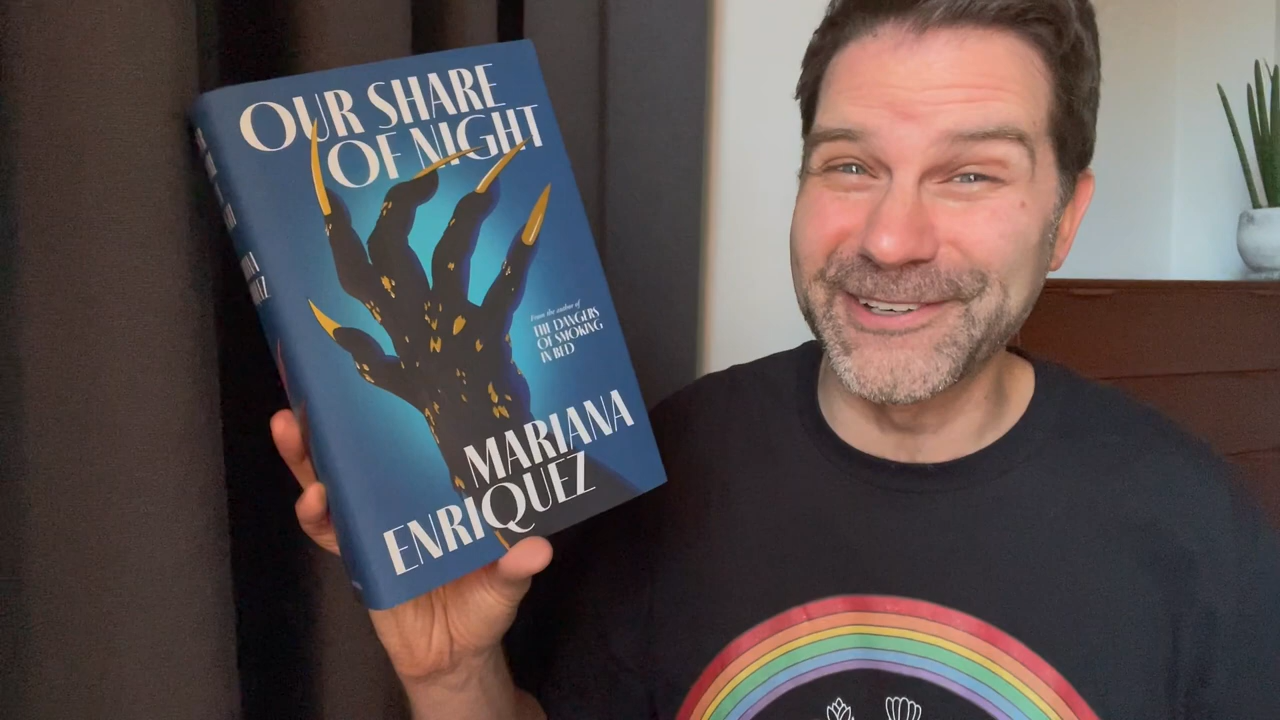 OUR SHARE
OF NIGHT
From the author of
THE DANGERS
OF SMOKING
IN BED
MARIANA
ENRIQUEZ